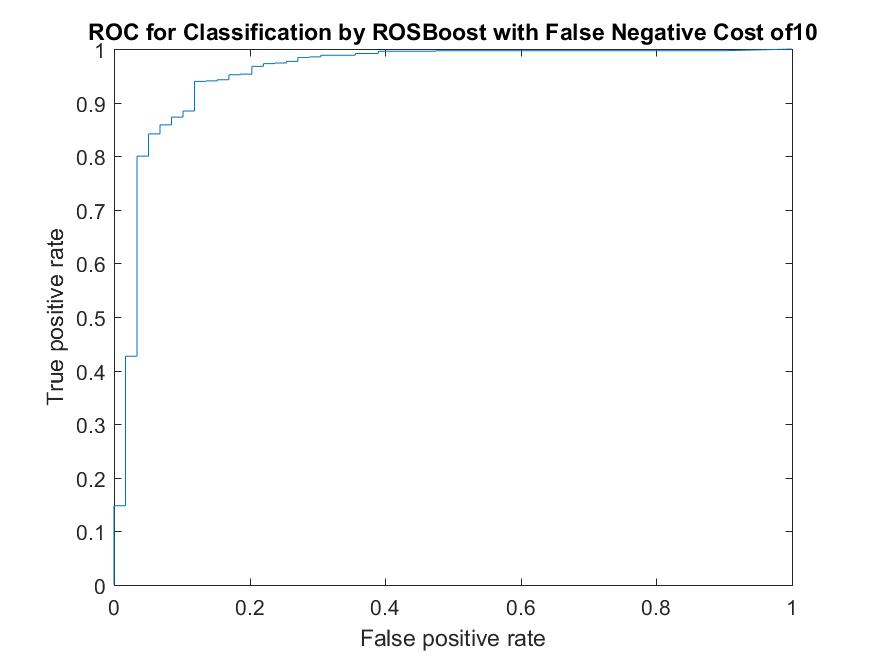 ROC for Classification by ROSBoost with False Negative Cost of10
1
0.9
0.8
0.7
0.6
0.5
0.4
0.3
0.2
0.1
0
True positive rate
0 0.2 0.4 0.6 0.8 1
False positive rate